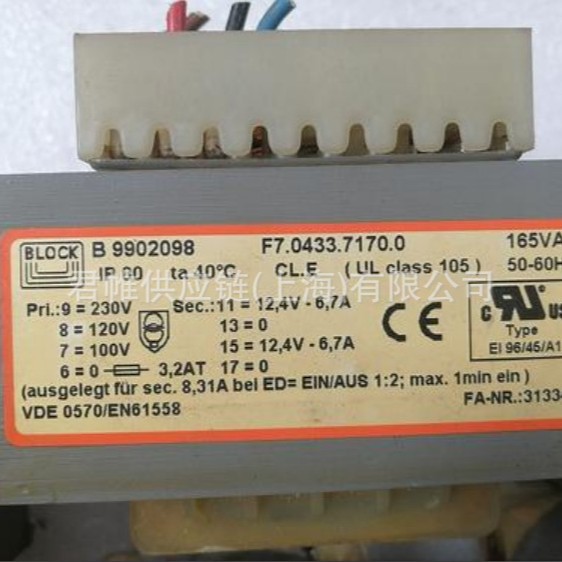 BLOCK B 9902098 F7.0433.7170.0 165VA
IP 00 ta 40°C CL.E ( UL class 105 ) 50-60H
君帷供应链(上海)有限公司
Pri.: 9 = 230V Sec.: 11 = 12,4V - 6,7A
8 = 120V 13 = 0
7 = 100V 15 = 12,4V - 6,7A
6 = 0 3,2AT 17 = 0
CE
c RU us
Type
EI 96/45/A1
(ausgelegt für sec. 8,31A bei ED= EIN/AUS 1:2; max. 1min ein )
VDE 0570/EN61558 FA-NR.:3133